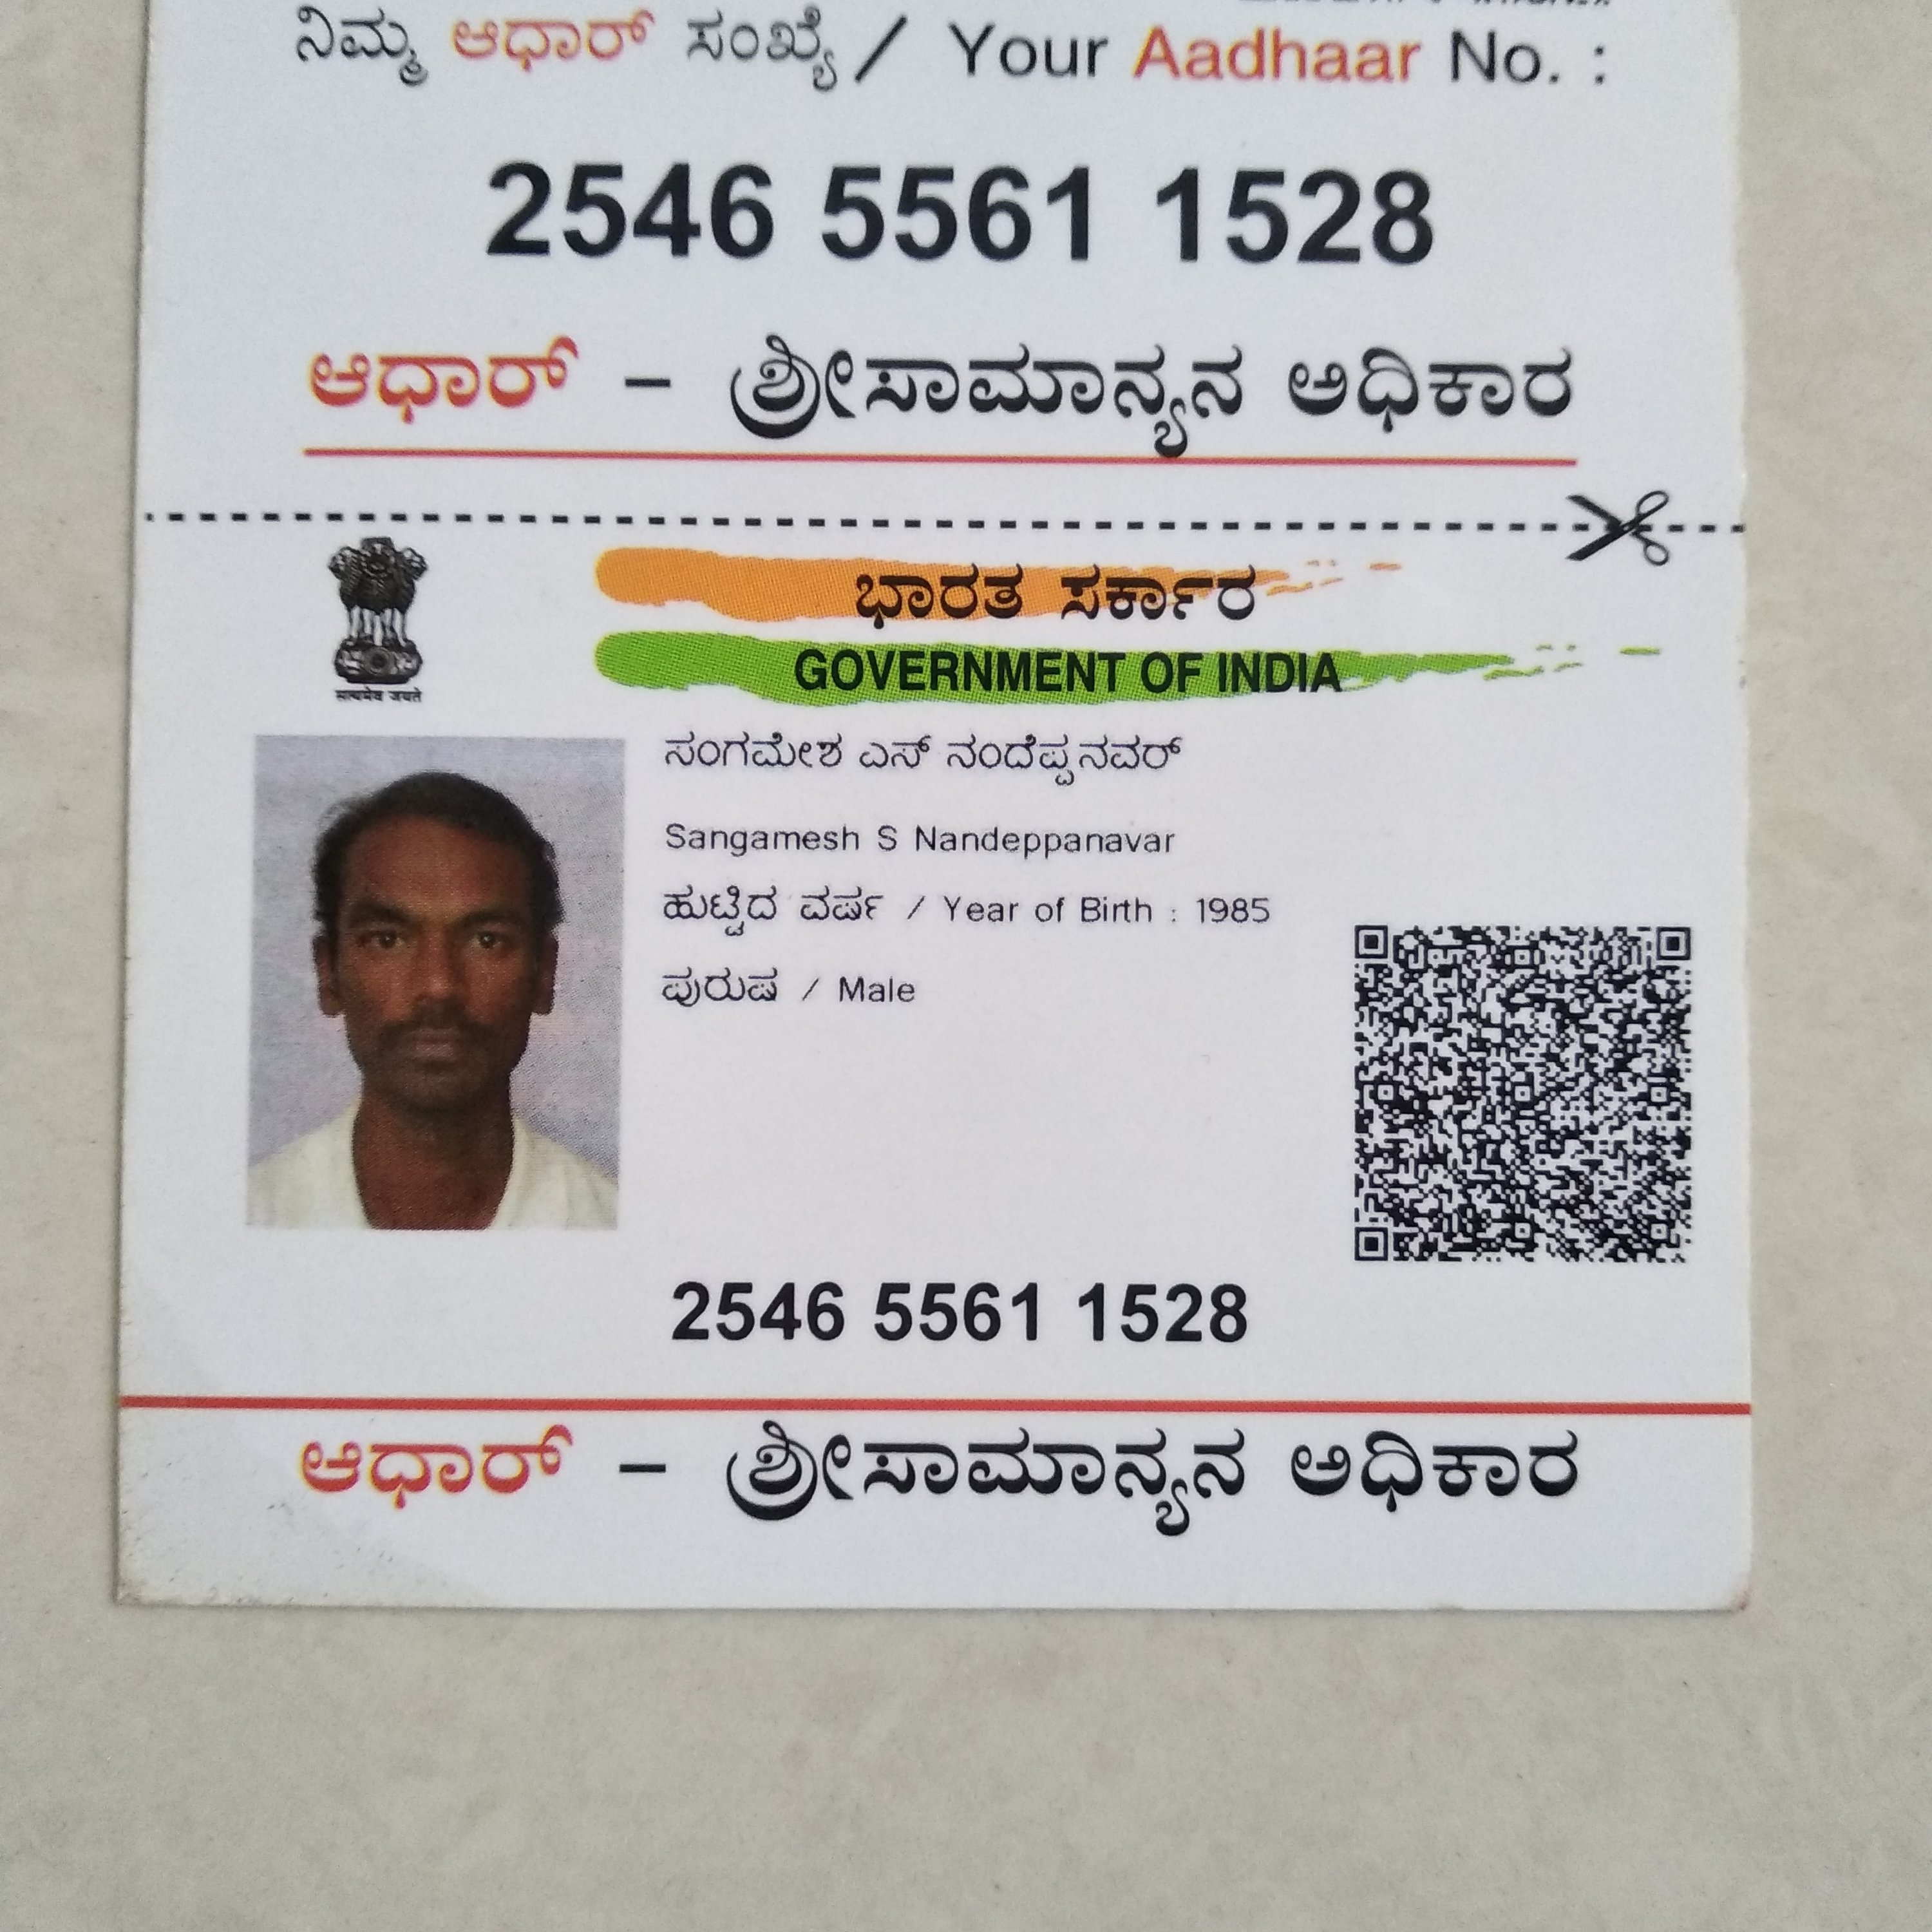 ನಿಮ್ಮ ಆಧಾರ್ ಸಂಖ್ಯೆ / Your Aadhaar No. :
2546 5561 1528
ಆಧಾರ್ – ಶ್ರೀಸಾಮಾನ್ಯನ ಅಧಿಕಾರ
ಭಾರತ ಸರ್ಕಾರ
GOVERNMENT OF INDIA
सत्यमेव जयते
ಸಂಗಮೇಶ ಎಸ್ ನಂದೆಪ್ಪನವರ್
Sangamesh S Nandeppanavar
ಹುಟ್ಟಿದ ವರ್ಷ / Year of Birth : 1985
ಪುರುಷ / Male
2546 5561 1528
ಆಧಾರ್ – ಶ್ರೀಸಾಮಾನ್ಯನ ಅಧಿಕಾರ